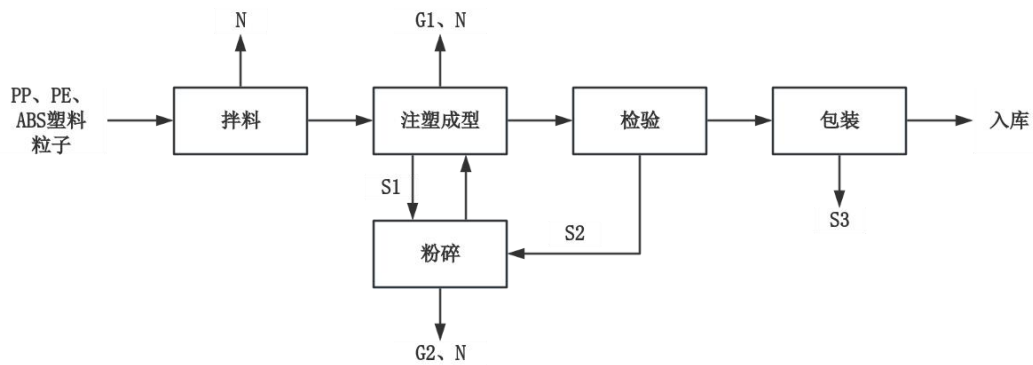 N
G1、N
PP、PE、
ABS塑料
粒子
拌料
注塑成型
检验
包装
入库
S1
S2
S3
粉碎
G2、N